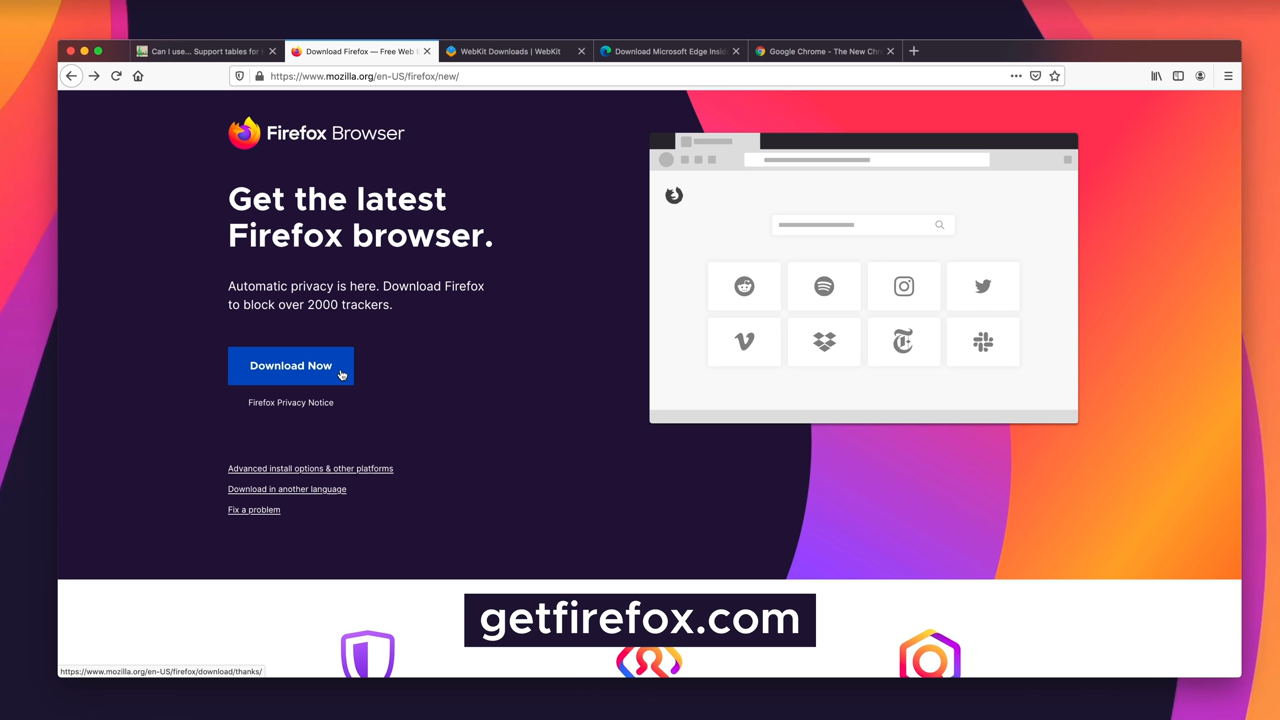 Can I use... Support tables for
Download Firefox — Free Web
WebKit Downloads | WebKit
Download Microsoft Edge Insid
Google Chrome - The New Chr
https://www.mozilla.org/en-US/firefox/new/
Firefox Browser
Get the latest
Firefox browser.
Automatic privacy is here. Download Firefox
to block over 2000 trackers.
Download Now
Firefox Privacy Notice
Advanced install options & other platforms
Download in another language
Fix a problem
getfirefox.com
https://www.mozilla.org/en-US/firefox/download/thanks/